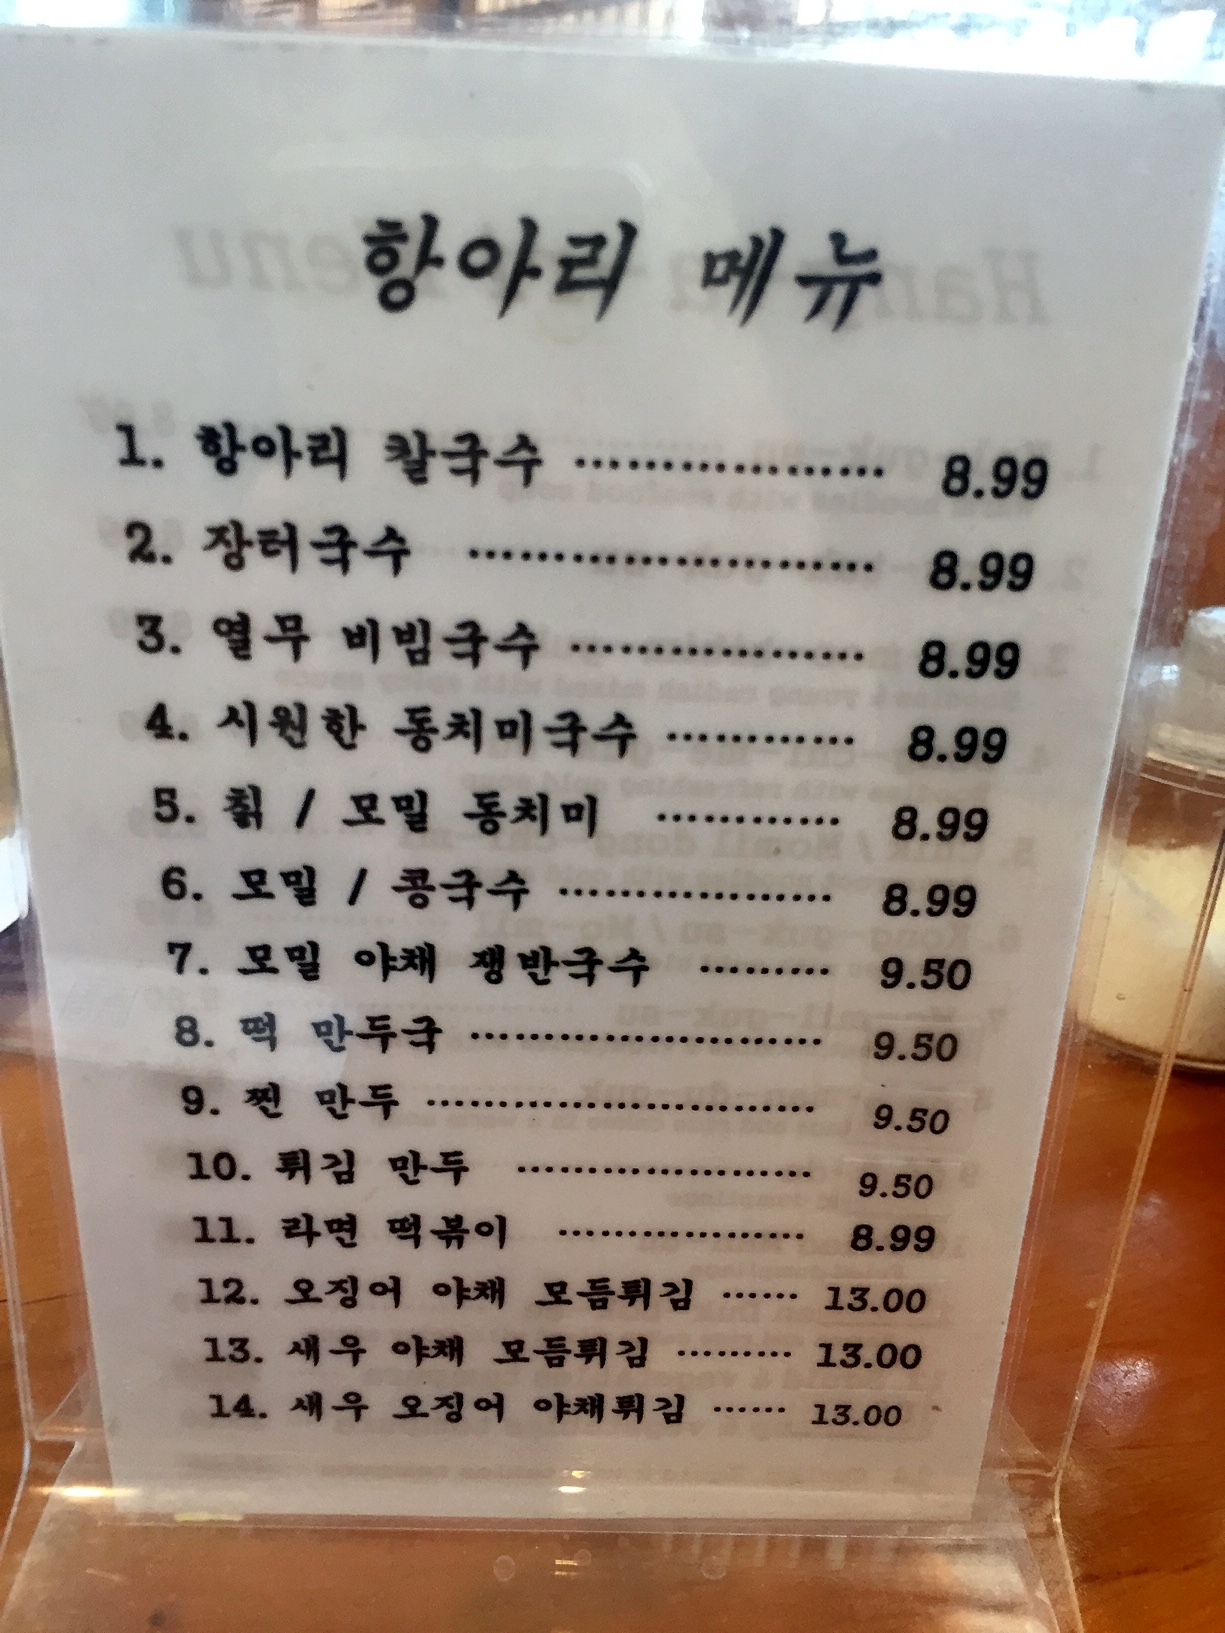 항아리 메뉴
1. 항아리 칼국수 ·················· 8.99
2. 장터국수 ························ 8.99
3. 열무 비빔국수 ·················· 8.99
4. 시원한 동치미국수 ············ 8.99
5. 칡 / 모밀 동치미 ············ 8.99
6. 모밀 / 콩국수 ·················· 8.99
7. 모밀 야채 쟁반국수 ········· 9.50
8. 떡 만두국 ························ 9.50
9. 찐 만두 ··························· 9.50
10. 튀김 만두 ····················· 9.50
11. 라면 떡볶이 ·················· 8.99
12. 오징어 야채 모듬튀김 ······ 13.00
13. 새우 야채 모듬튀김 ········· 13.00
14. 새우 오징어 야채튀김 ······ 13.00